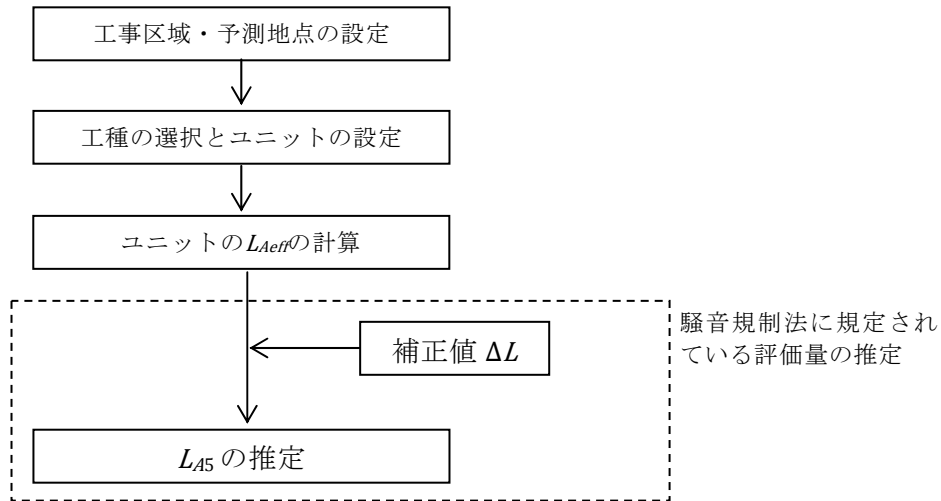 工事区域・予測地点の設定
工種の選択とユニットの設定
ユニットのLAeffの計算
騒音規制法に規定され
ている評価量の推定
補正値 ΔL
LA5 の推定